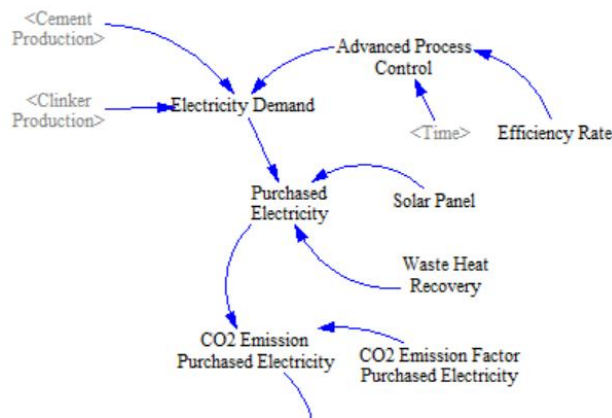 <Cement
Production>
Advanced Process
Control
<Clinker
Production>
Electricity Demand
<Time>
Efficiency Rate
Purchased
Electricity
Solar Panel
Waste Heat
Recovery
CO2 Emission
Purchased Electricity
CO2 Emission Factor
Purchased Electricity